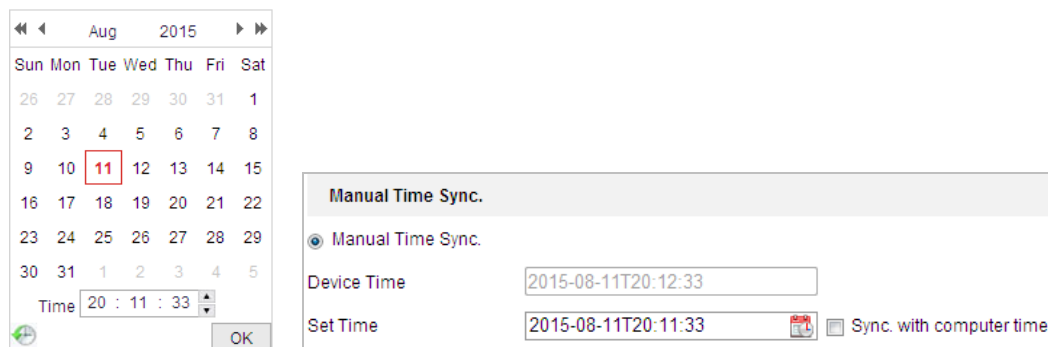 Aug 2015
Sun Mon Tue Wed Thu Fri Sat
26 27 28 29 30 31 1
2 3 4 5 6 7 8
9 10 11 12 13 14 15
16 17 18 19 20 21 22
23 24 25 26 27 28 29
30 31 1 2 3 4 5
Time 20 : 11 : 33
OK
Manual Time Sync.
Manual Time Sync.
Device Time 2015-08-11T20:12:33
Set Time 2015-08-11T20:11:33 Sync. with computer time